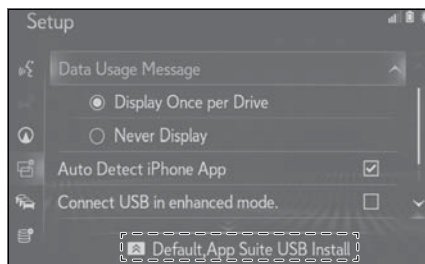 Setup
Data Usage Message
Display Once per Drive
Never Display
Auto Detect iPhone App
Connect USB in enhanced mode.
Default,App Suite USB Install